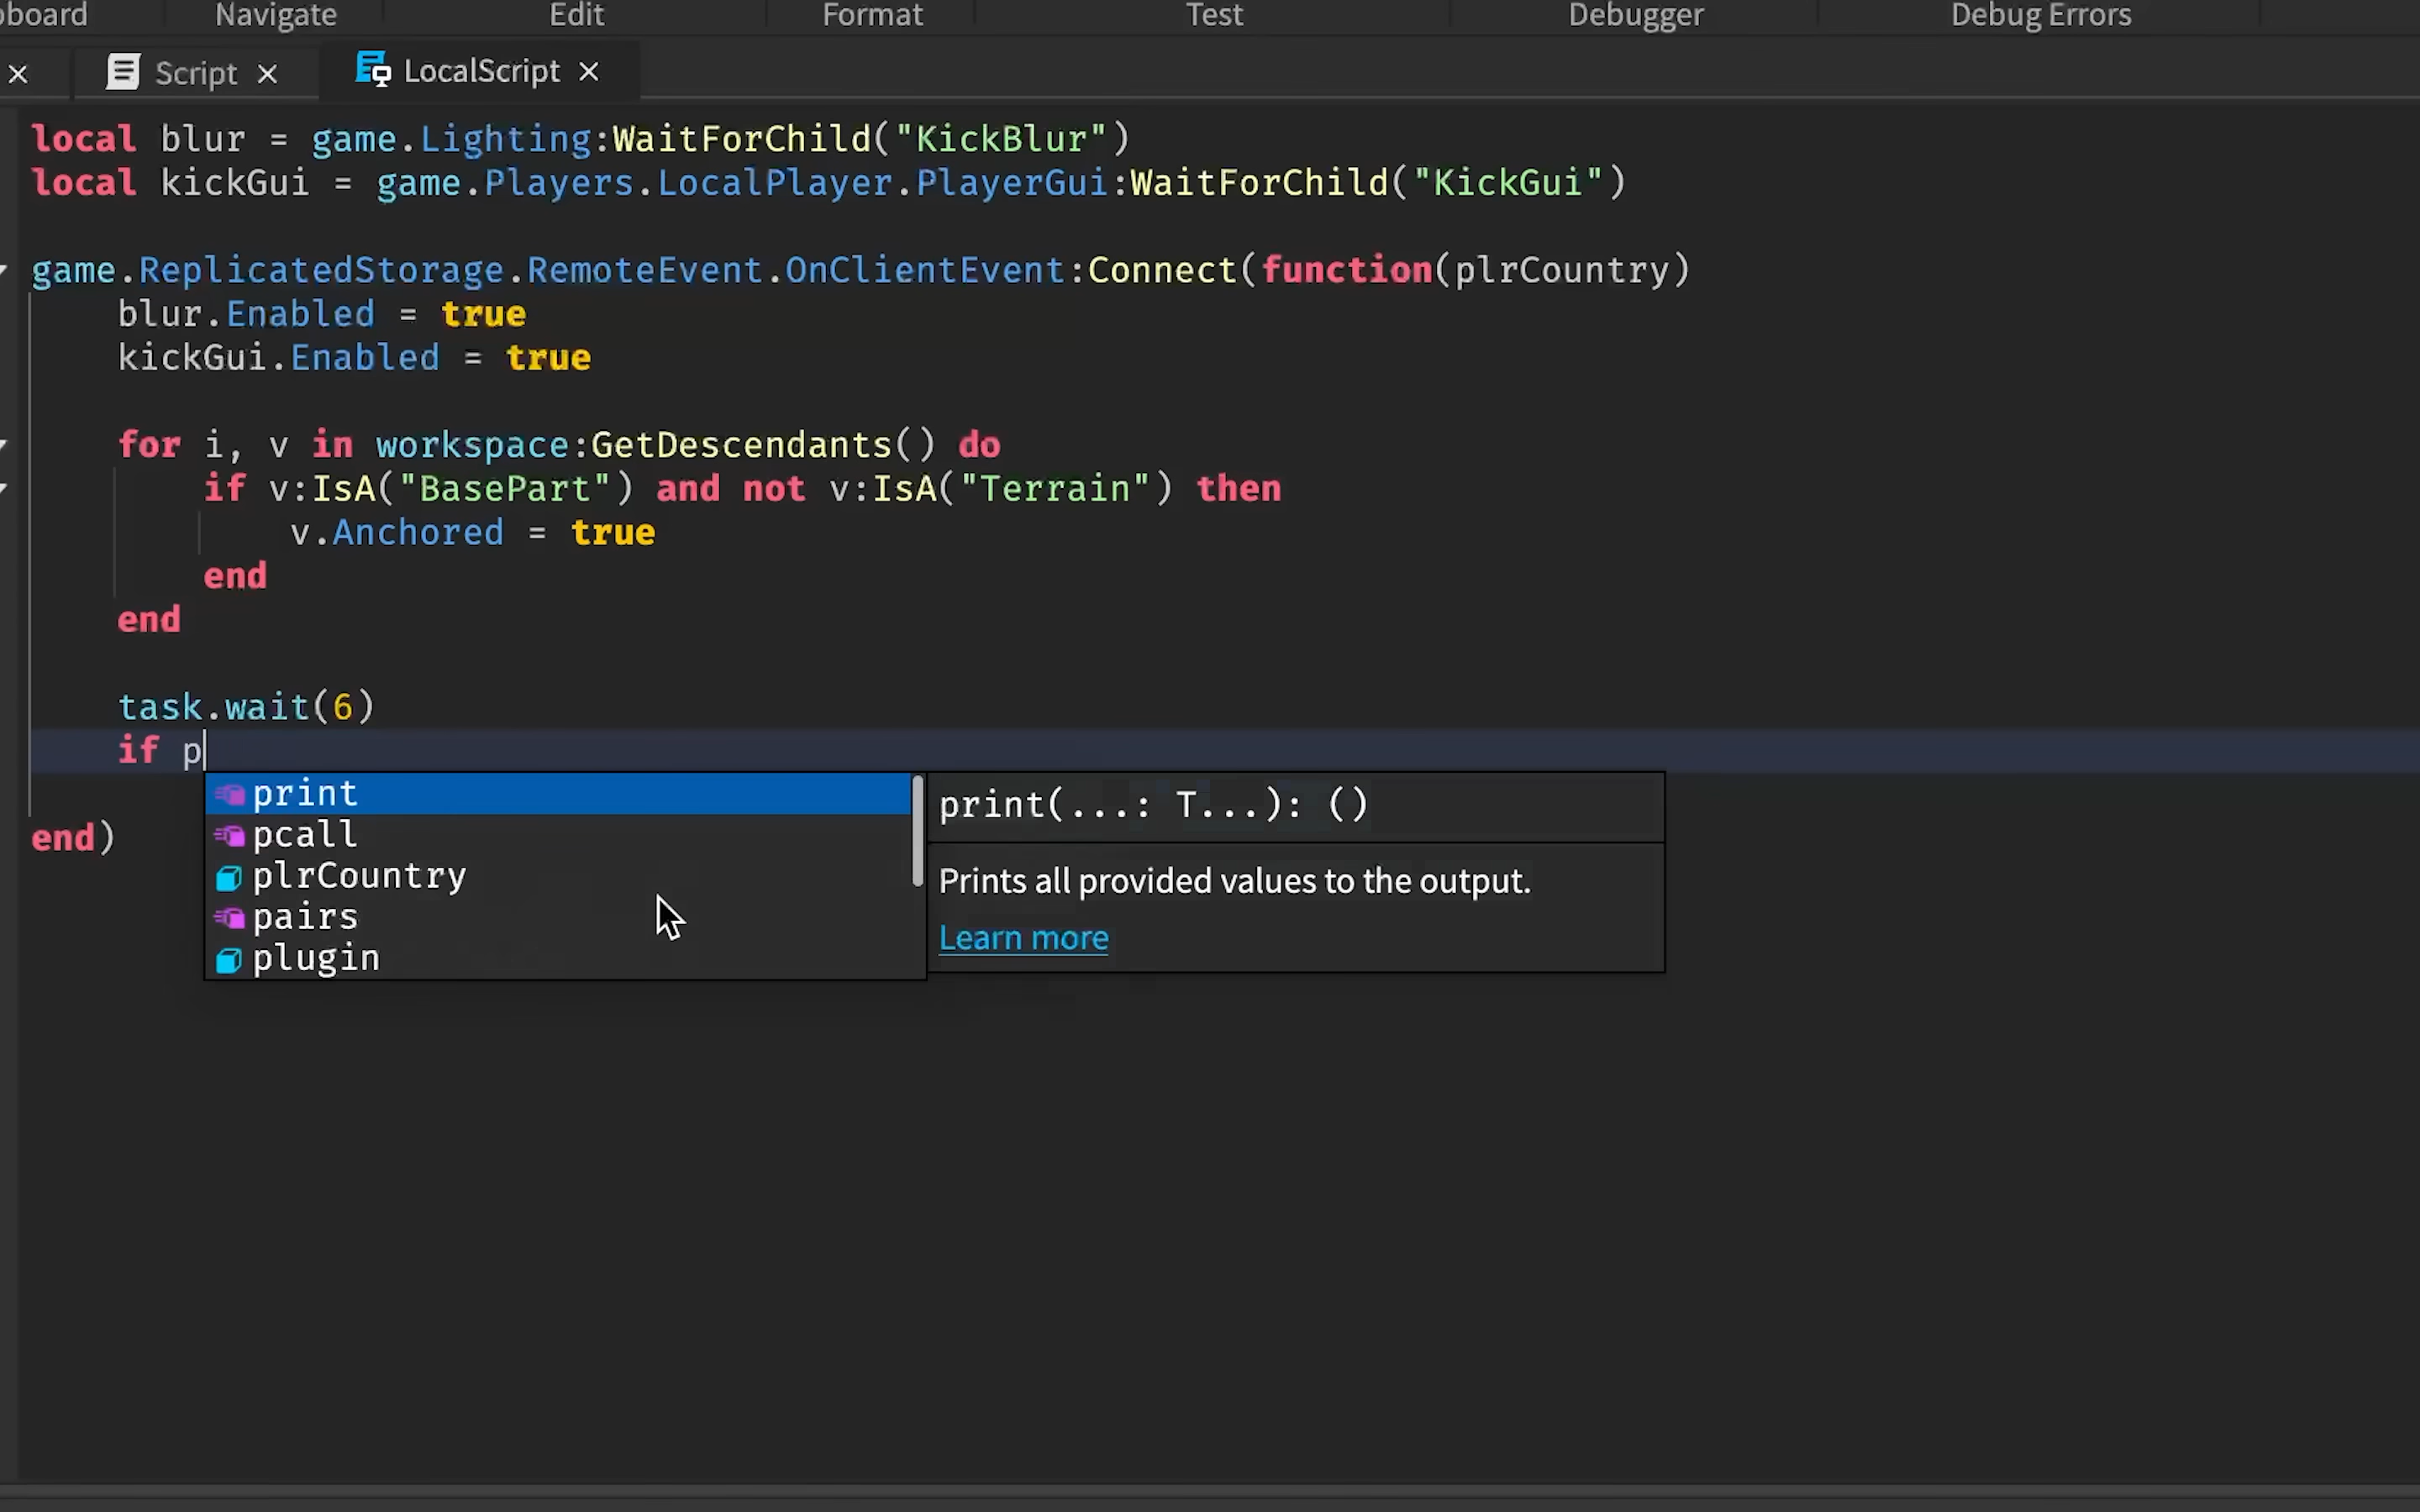 Navigate Edit Format Test Debugger Debug Errors
Script LocalScript
local blur = game.Lighting:WaitForChild("KickBlur")
local kickGui = game.Players.LocalPlayer.PlayerGui:WaitForChild("KickGui")
game.ReplicatedStorage.RemoteEvent.OnClientEvent:Connect(function(plrCountry)
blur.Enabled = true
kickGui.Enabled = true
for i, v in workspace:GetDescendants() do
if v:IsA("BasePart") and not v:IsA("Terrain") then
v.Anchored = true
end
end
task.wait(6)
if p
print
pcall
plrCountry
pairs
plugin
print(...: T...): ()
Prints all provided values to the output.
Learn more
end)